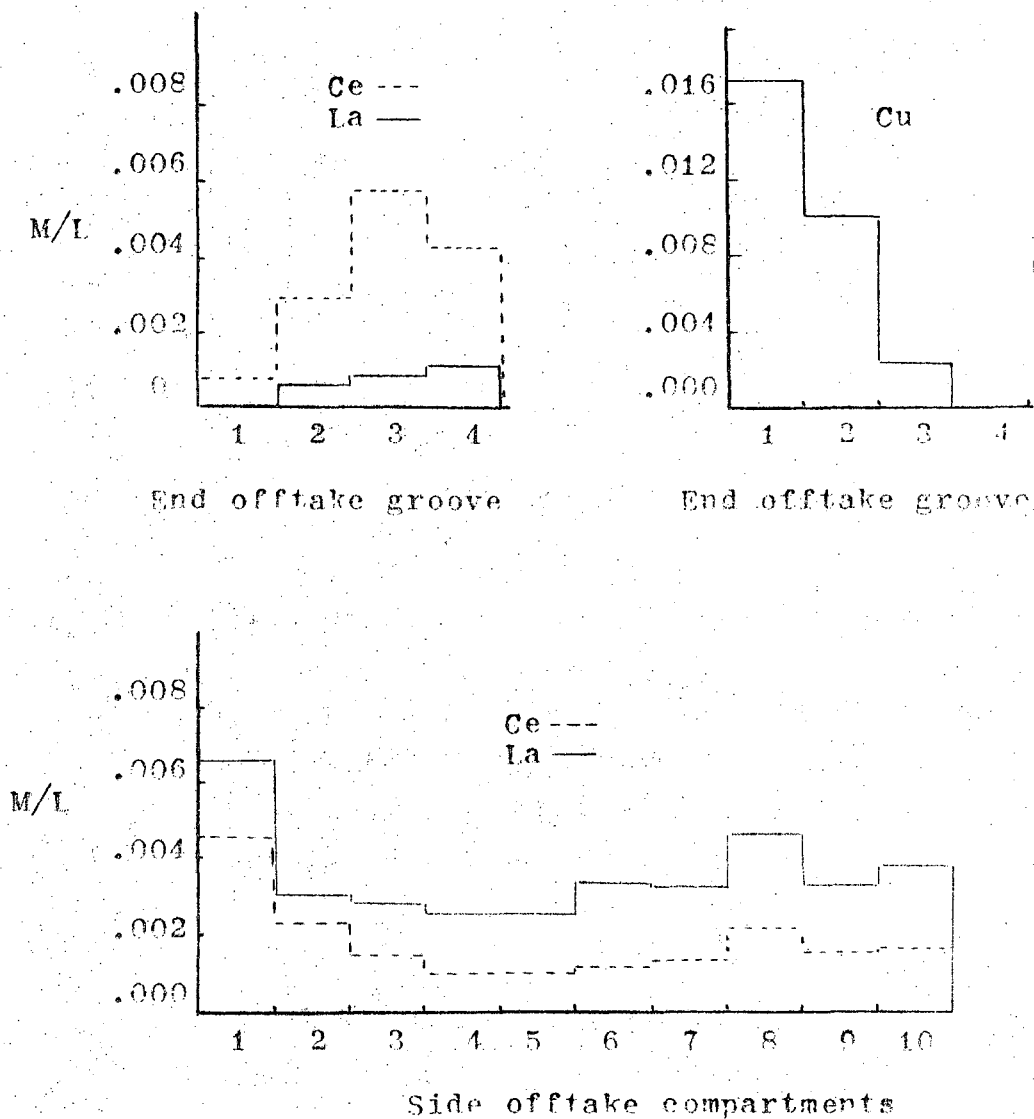 .008
.006
M/L
.004
.002
0
Ce
La
1 2 3 4
End offtake groove
.016
.012
.008
.004
.000
Cu
1 2 3 4
End offtake groove
.008
.006
M/L
.004
.002
.000
Ce
La
1 2 3 4 5 6 7 8 9 10
Side offtake compartments